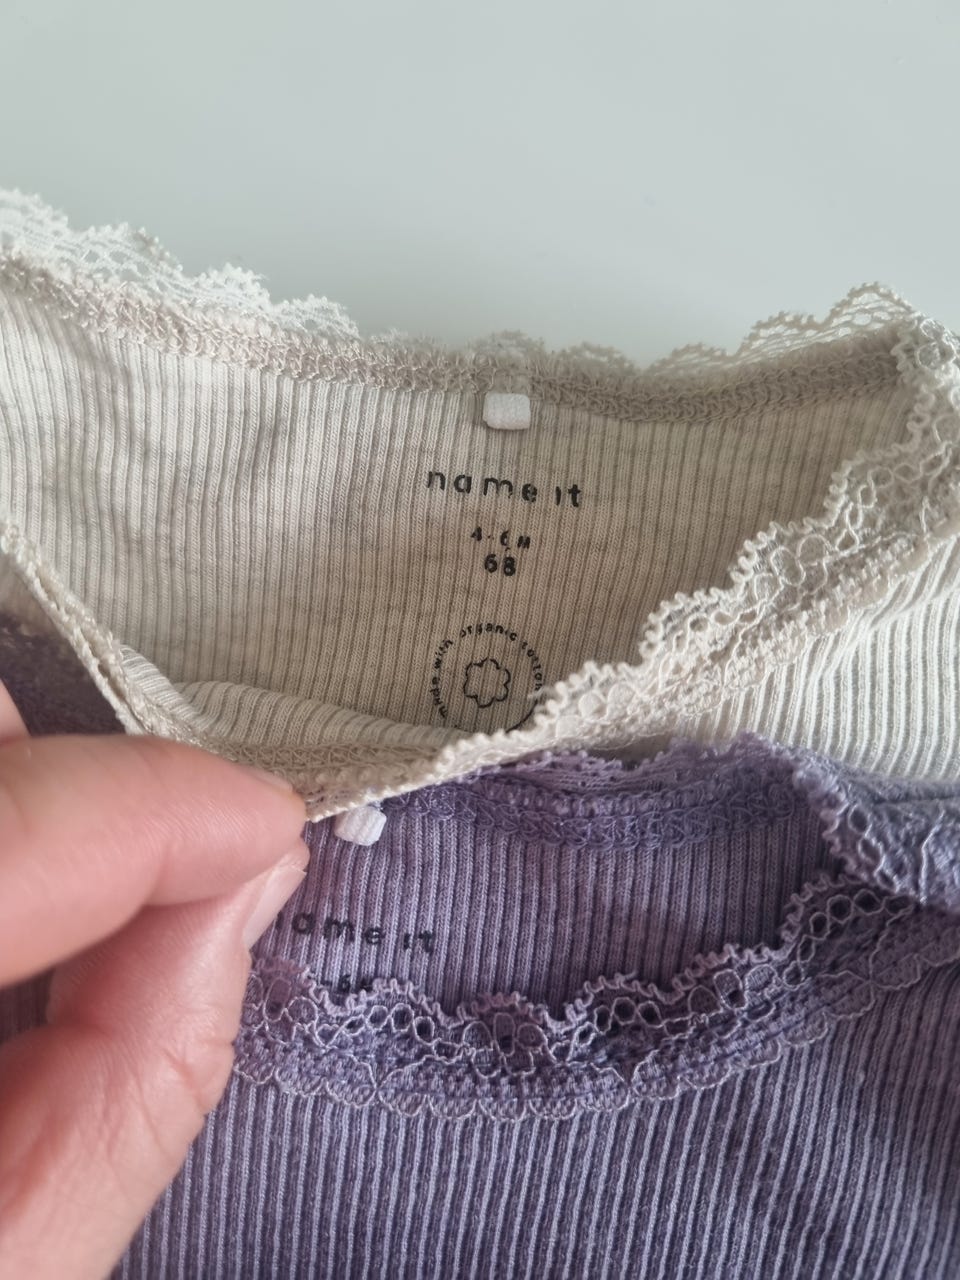 name it
4-6M
68
made with organic cotton
ame it